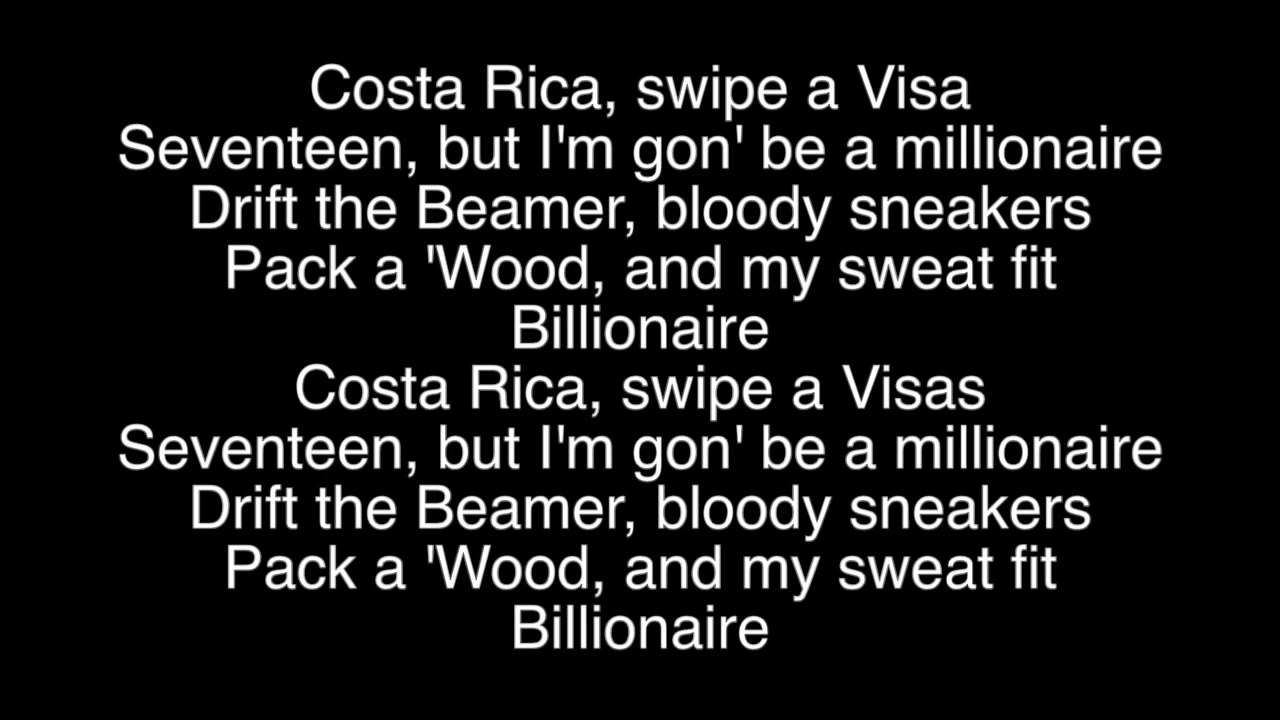 Costa Rica, swipe a Visa
Seventeen, but I'm gon' be a millionaire
Drift the Beamer, bloody sneakers
Pack a 'Wood, and my sweat fit
Billionaire
Costa Rica, swipe a Visas
Seventeen, but I'm gon' be a millionaire
Drift the Beamer, bloody sneakers
Pack a 'Wood, and my sweat fit
Billionaire